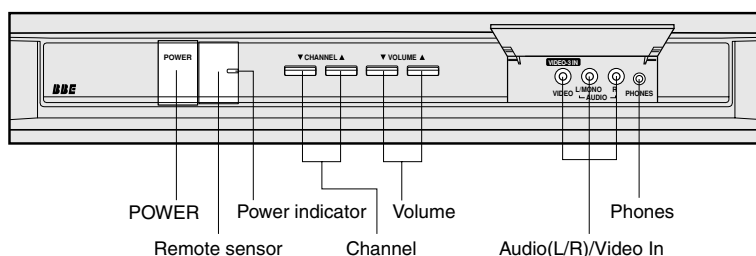 POWER
▼ CHANNEL ▲
▼ VOLUME ▲
VIDEO-3 IN
VIDEO
L/MONO
R
AUDIO
PHONES
BBE
POWER
Power indicator
Volume
Phones
Remote sensor
Channel
Audio(L/R)/Video In